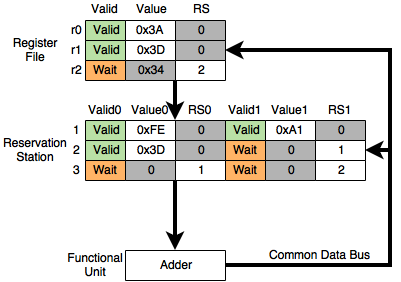 Valid Value RS
Register File
r0 Valid 0x3A 0
r1 Valid 0x3D 0
r2 Wait 0x34 2
Valid0 Value0 RS0 Valid1 Value1 RS1
Reservation Station
1 Valid 0xFE 0 Valid 0xA1 0
2 Valid 0x3D 0 Wait 0 1
3 Wait 0 1 Wait 0 2
Functional Unit
Adder
Common Data Bus